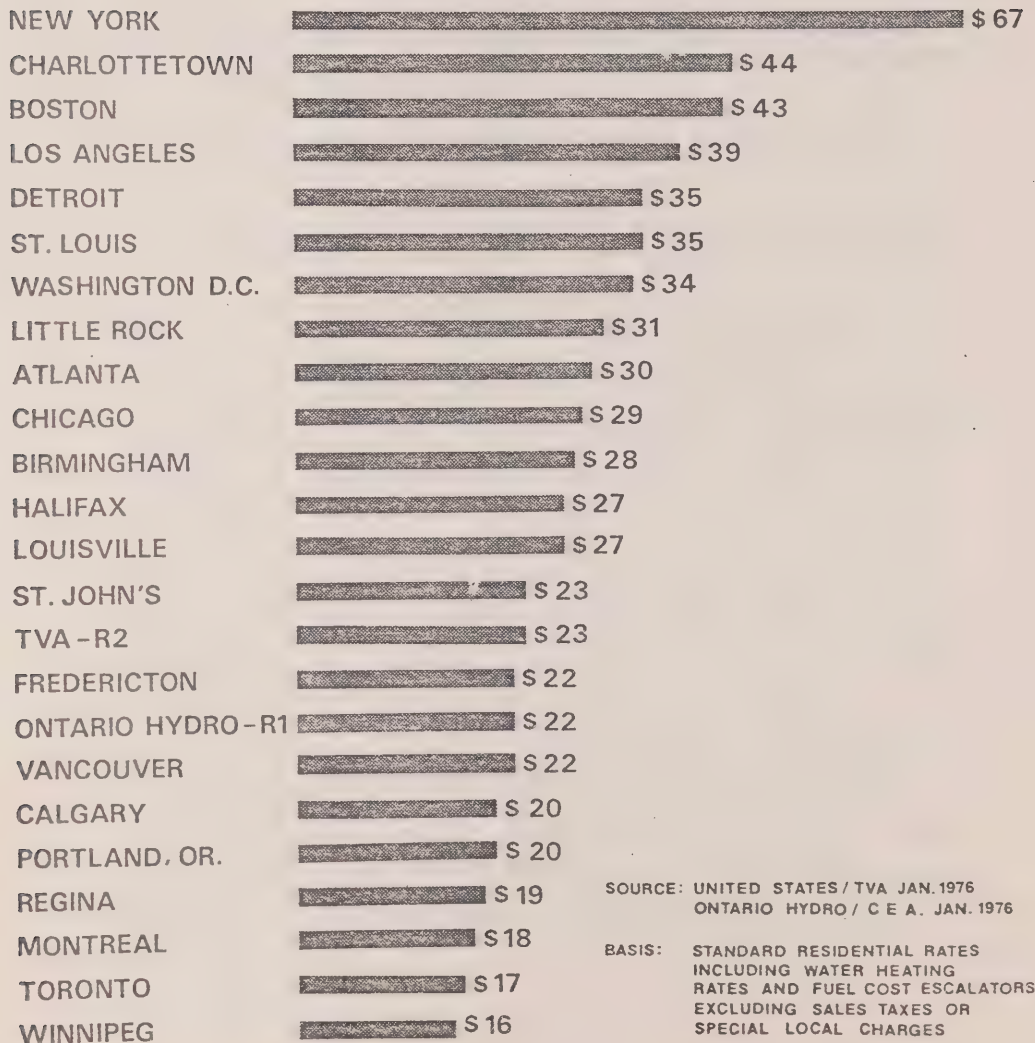 NEW YORK $ 67
CHARLOTTETOWN $ 44
BOSTON $ 43
LOS ANGELES $39
DETROIT $35
ST. LOUIS $35
WASHINGTON D.C. $34
LITTLE ROCK $31
ATLANTA $30
CHICAGO $ 29
BIRMINGHAM $ 28
HALIFAX $ 27
LOUISVILLE $ 27
ST. JOHN'S $ 23
TVA-R2 $ 23
FREDERICTON $ 22
ONTARIO HYDRO-R1 $ 22
VANCOUVER $ 22
CALGARY $ 20
PORTLAND, OR. $ 20
REGINA $ 19
MONTREAL $ 18
TORONTO $ 17
WINNIPEG $ 16
SOURCE: UNITED STATES / TVA JAN. 1976
ONTARIO HYDRO / C E A. JAN. 1976
BASIS: STANDARD RESIDENTIAL RATES
INCLUDING WATER HEATING
RATES AND FUEL COST ESCALATORS
EXCLUDING SALES TAXES OR
SPECIAL LOCAL CHARGES